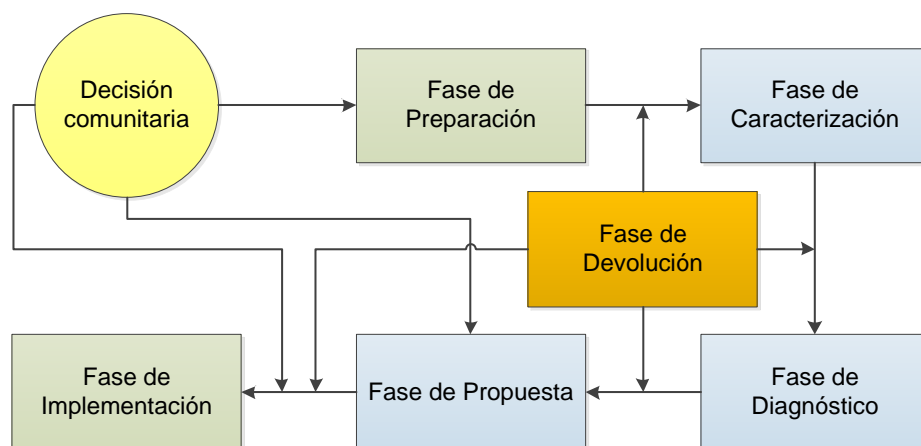 Decisión
comunitaria
Fase de
Preparación
Fase de
Caracterización
Fase de
Devolución
Fase de
Implementación
Fase de Propuesta
Fase de
Diagnóstico